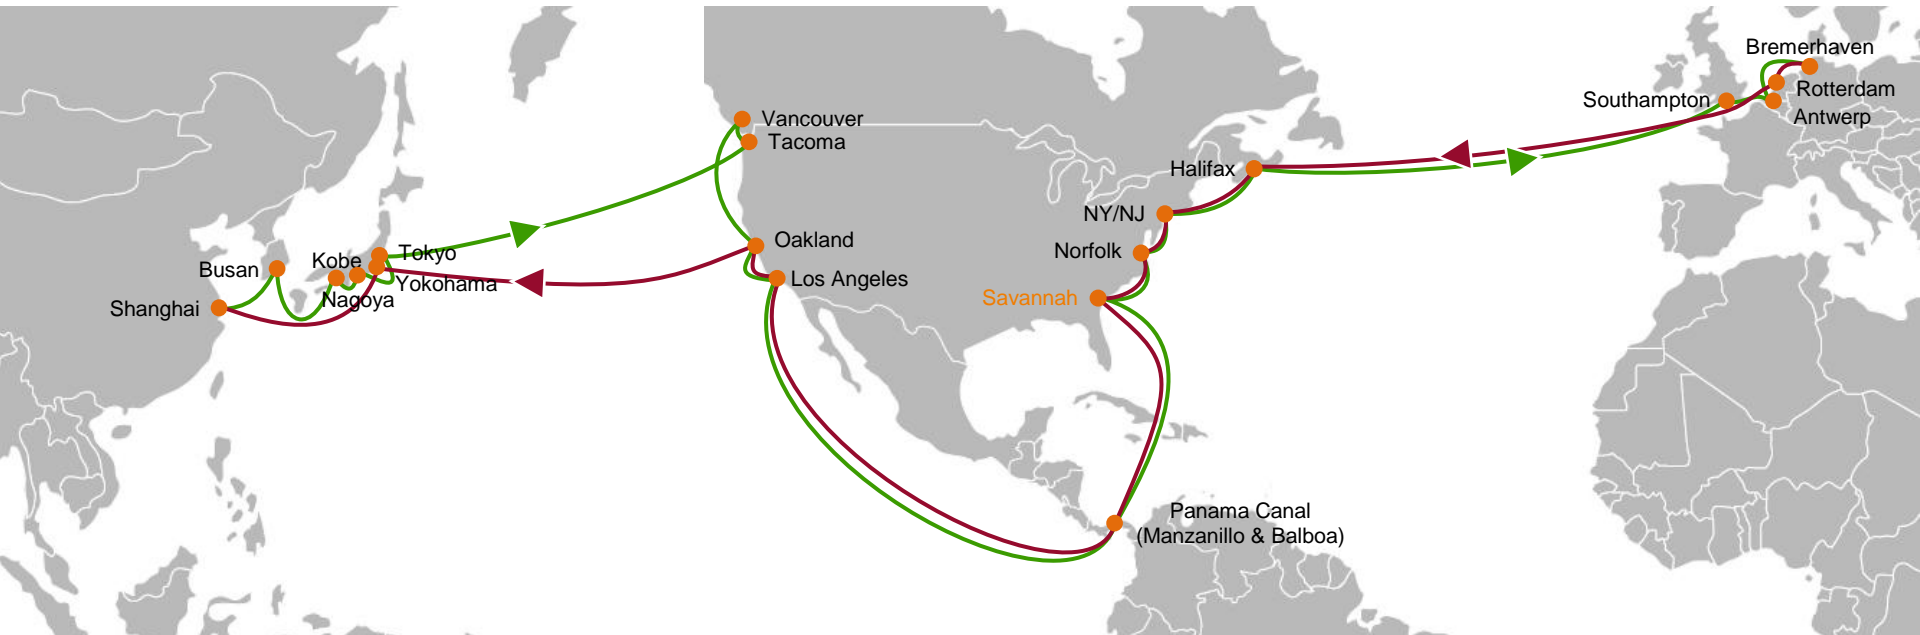 Bremerhaven
Rotterdam
Southampton
Antwerp
Vancouver
Tacoma
Halifax
NY/NJ
Oakland
Norfolk
Tokyo
Kobe
Busan
Los Angeles
Yokohama
Savannah
Nagoya
Shanghai
Panama Canal
(Manzanillo & Balboa)